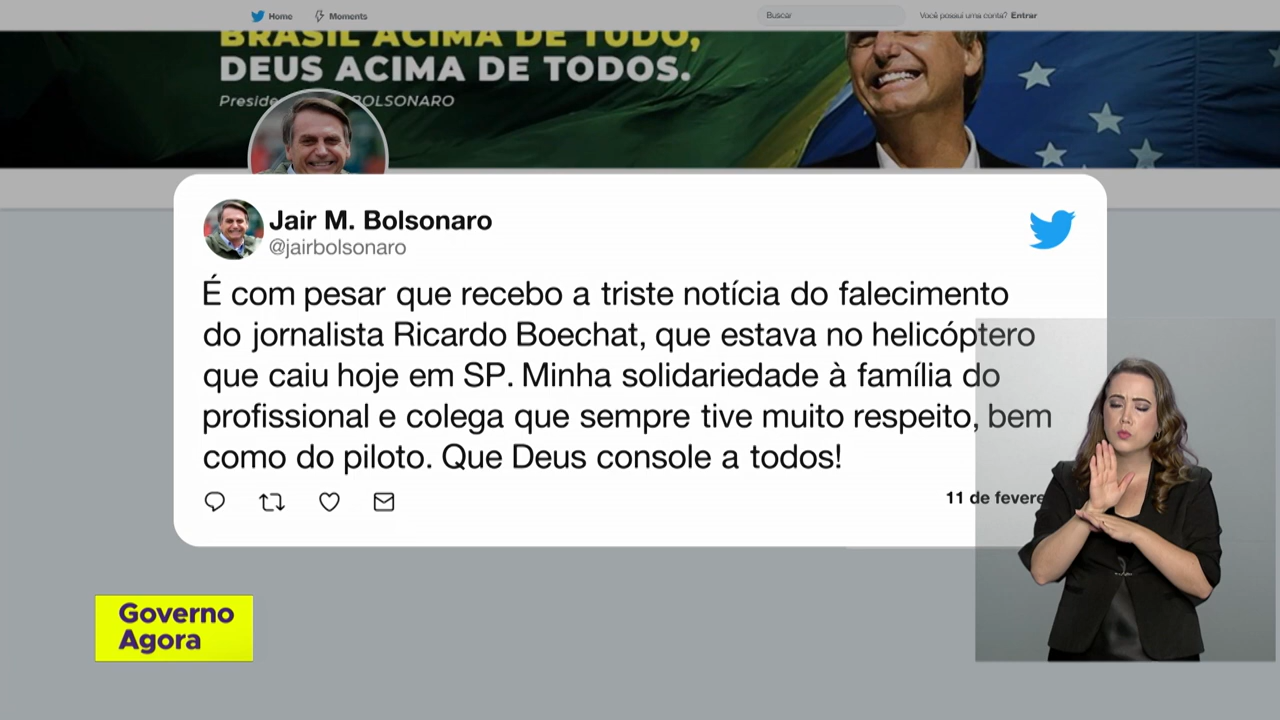 Home
Moments
Buscar
Você possui uma conta? Entrar
BRASIL ACIMA DE TUDO,
DEUS ACIMA DE TODOS.
BOLSONARO
Jair M. Bolsonaro
@jairbolsonaro
É com pesar que recebo a triste notícia do falecimento
do jornalista Ricardo Boechat, que estava no helicóptero
que caiu hoje em SP. Minha solidariedade à família do
profissional e colega que sempre tive muito respeito, bem
como do piloto. Que Deus console a todos!
11 de
Governo
Agora